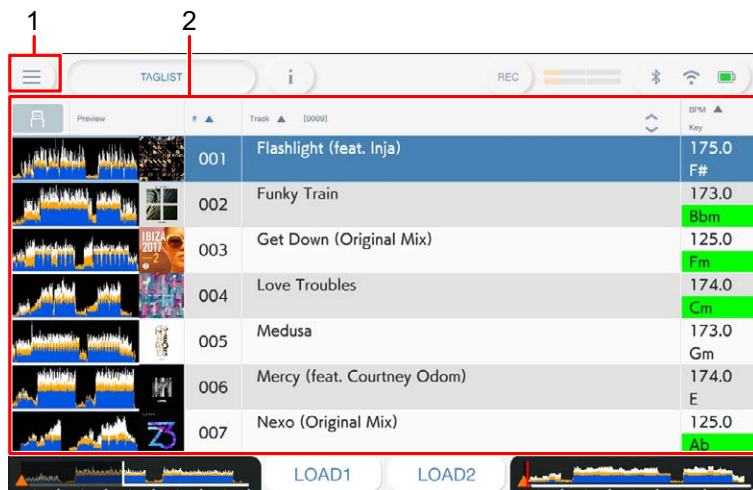 1 2
TAGLIST i REC
Preview # Track [0009] BPM
Key
001 Flashlight (feat. Inja) 175.0
F#
002 Funky Train 173.0
Bbm
IBIZA
2017
2
003 Get Down (Original Mix) 125.0
Fm
004 Love Troubles 174.0
Cm
005 Medusa 173.0
Gm
006 Mercy (feat. Courtney Odom) 174.0
E
007 Nexo (Original Mix) 125.0
Ab
LOAD1 LOAD2